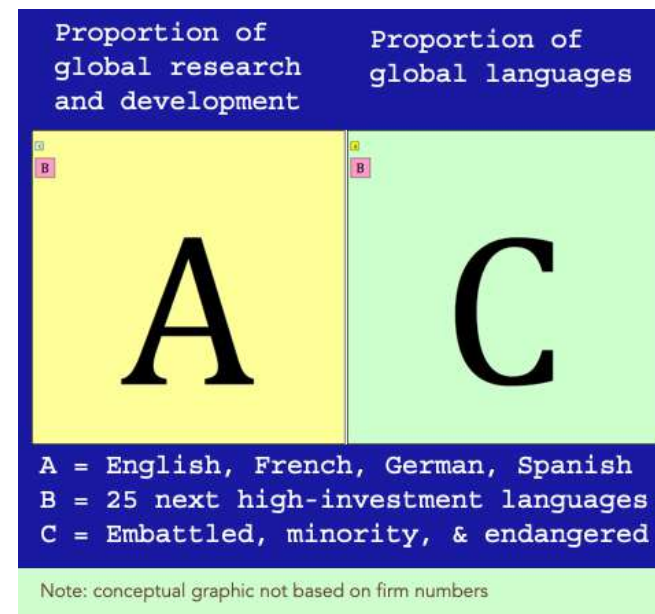 Proportion of
global research
and development
Proportion of
global languages
B
A
B
C
A = English, French, German, Spanish
B = 25 next high-investment languages
C = Embattled, minority, & endangered
Note: conceptual graphic not based on firm numbers